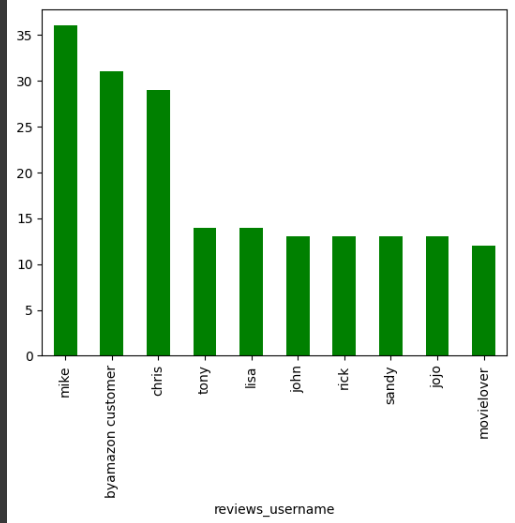 35
30
25
20
15
10
5
0
mike
byamazon customer
chris
tony
lisa
john
rick
sandy
jojo
movielover
reviews_username